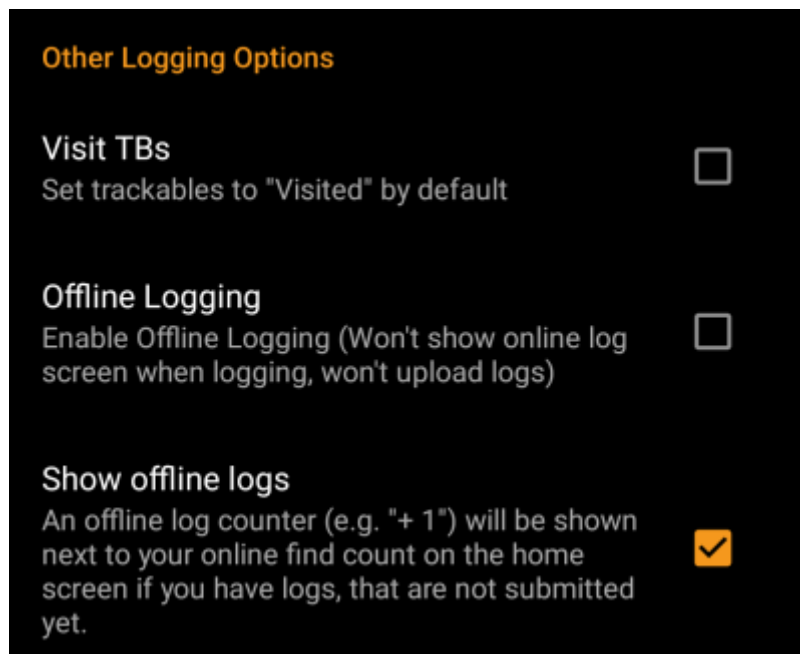 Other Logging Options
Visit TBs
Set trackables to "Visited" by default
Offline Logging
Enable Offline Logging (Won't show online log
screen when logging, won't upload logs)
Show offline logs
An offline log counter (e.g. "+ 1") will be shown
next to your online find count on the home
screen if you have logs, that are not submitted
yet.